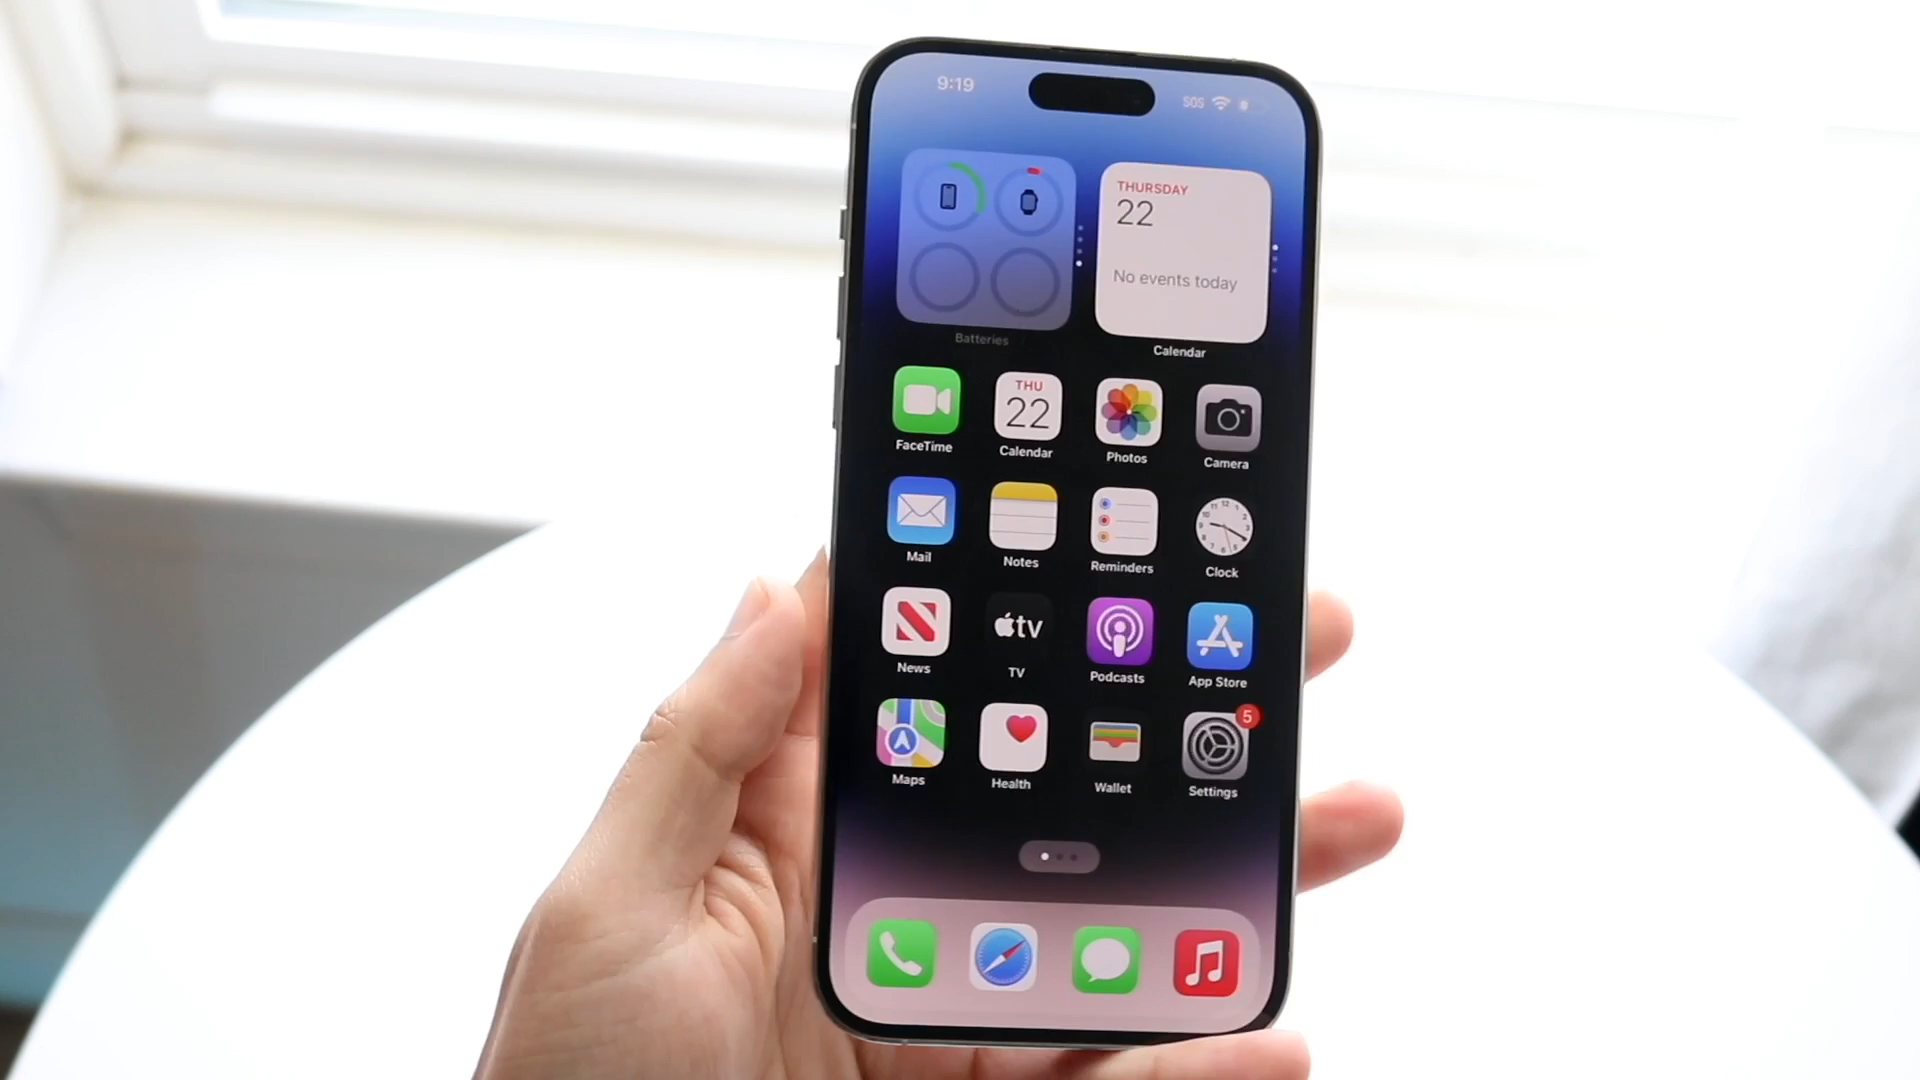 9:19
SOS
THURSDAY
22
No events today
Batteries
Calendar
THU
22
FaceTime
Calendar
Photos
Camera
Mail
Notes
Reminders
Clock
tv
News
TV
Podcasts
App Store
5
Maps
Health
Wallet
Settings